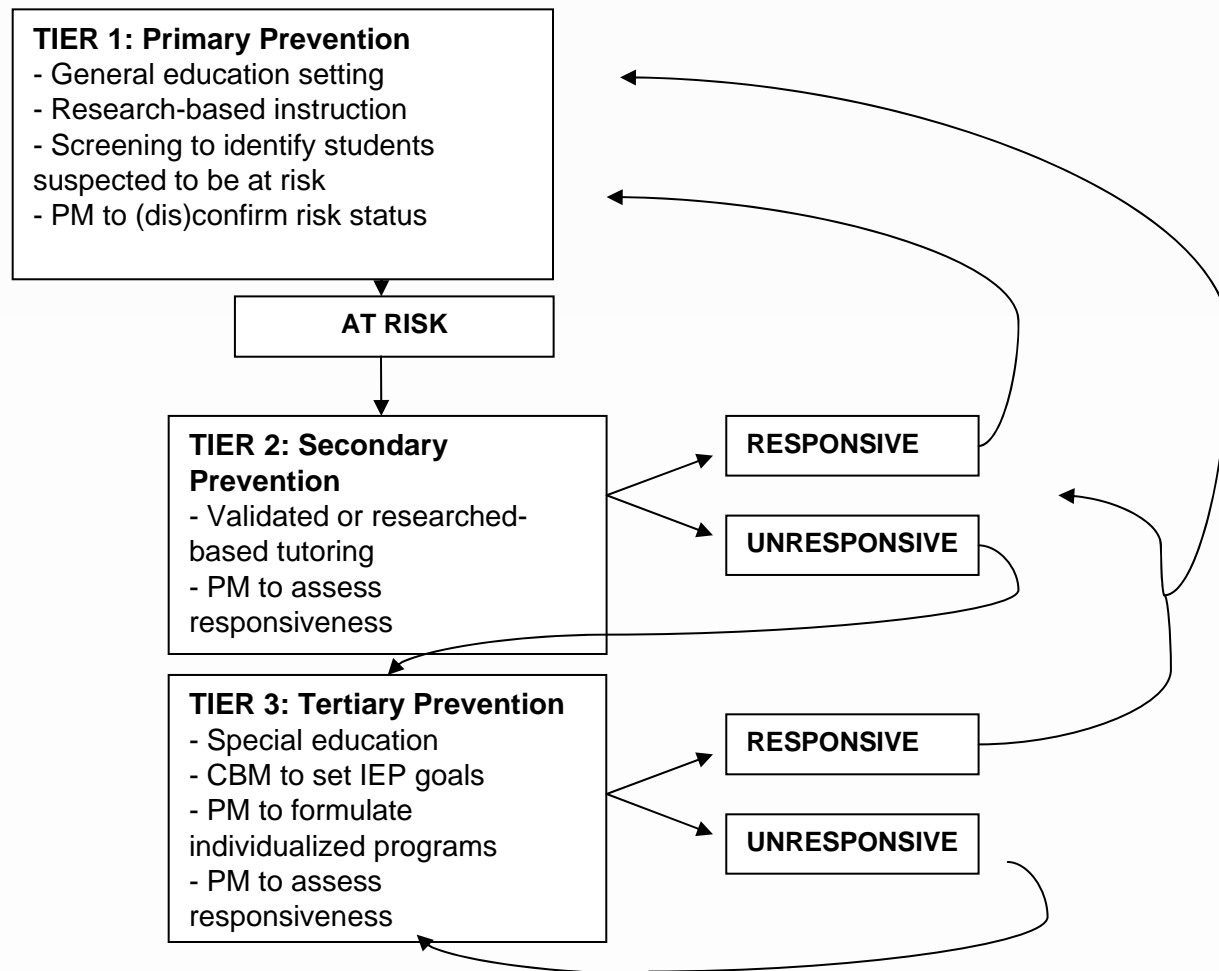 TIER 1: Primary Prevention
- General education setting
- Research-based instruction
- Screening to identify students
suspected to be at risk
- PM to (dis)confirm risk status
AT RISK
TIER 2: Secondary
Prevention
- Validated or researched-
based tutoring
- PM to assess
responsiveness
RESPONSIVE
UNRESPONSIVE
TIER 3: Tertiary Prevention
- Special education
- CBM to set IEP goals
- PM to formulate
individualized programs
- PM to assess
responsiveness
RESPONSIVE
UNRESPONSIVE